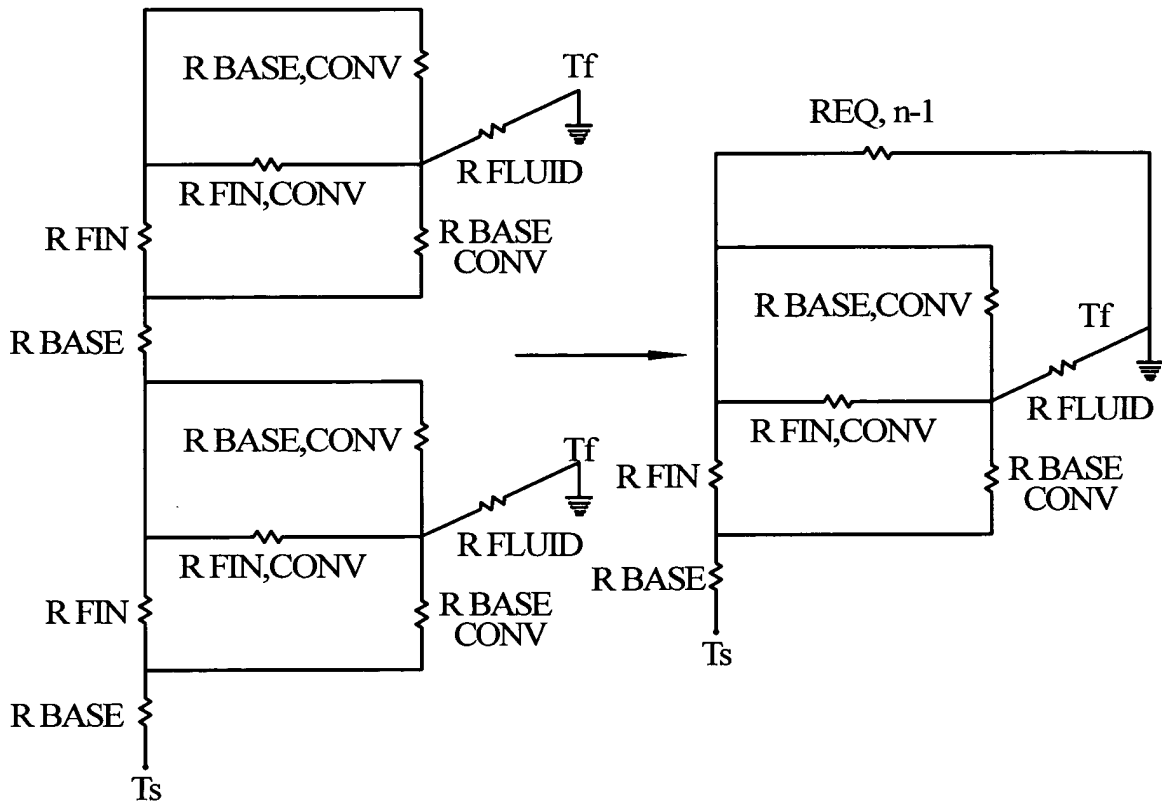 R BASE,CONV
Tf
R FLUID
R FIN,CONV
R FIN
R BASE
CONV
R BASE
R BASE,CONV
Tf
R FLUID
R FIN,CONV
R FIN
R BASE
CONV
R BASE
Ts
REQ, n-1
R BASE,CONV
Tf
R FLUID
R FIN,CONV
R FIN
R BASE
CONV
R BASE
Ts